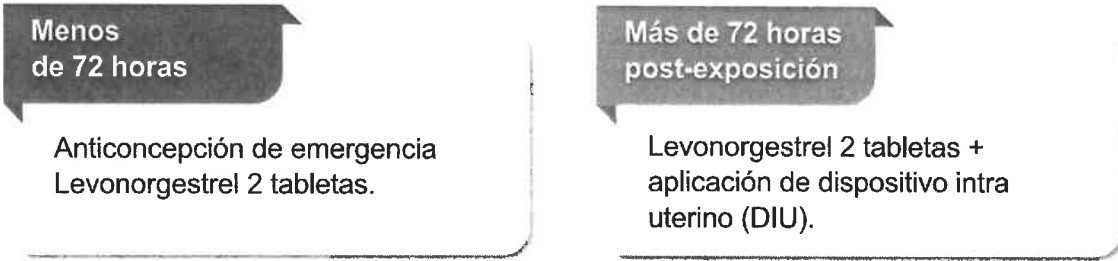 Menos
de 72 horas
Anticoncepción de emergencia
Levonorgestrel 2 tabletas.
Más de 72 horas
post-exposición
Levonorgestrel 2 tabletas +
aplicación de dispositivo intra
uterino (DIU).